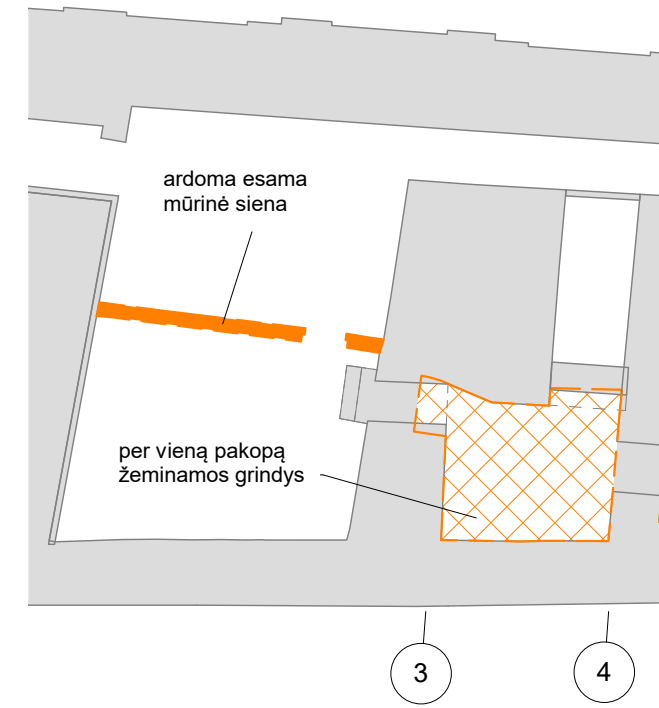 ardoma esama
mūrinė siena
per vieną pakopą
žeminamos grindys
3
4